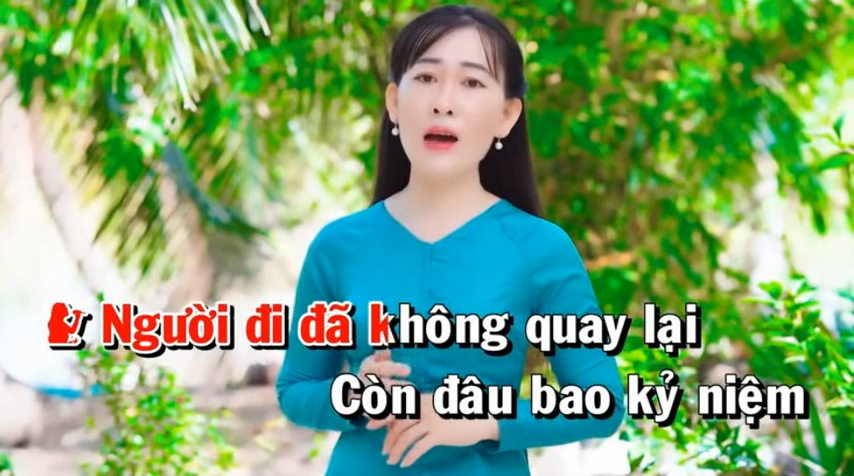 Người đi đã không quay lại
Còn đâu bao kỷ niệm